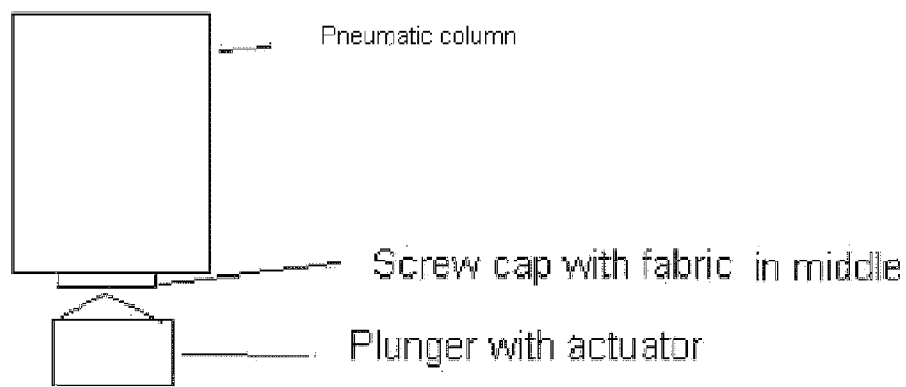 Pneumatic column
Screw cap with fabric in middle
Plunger with actuator